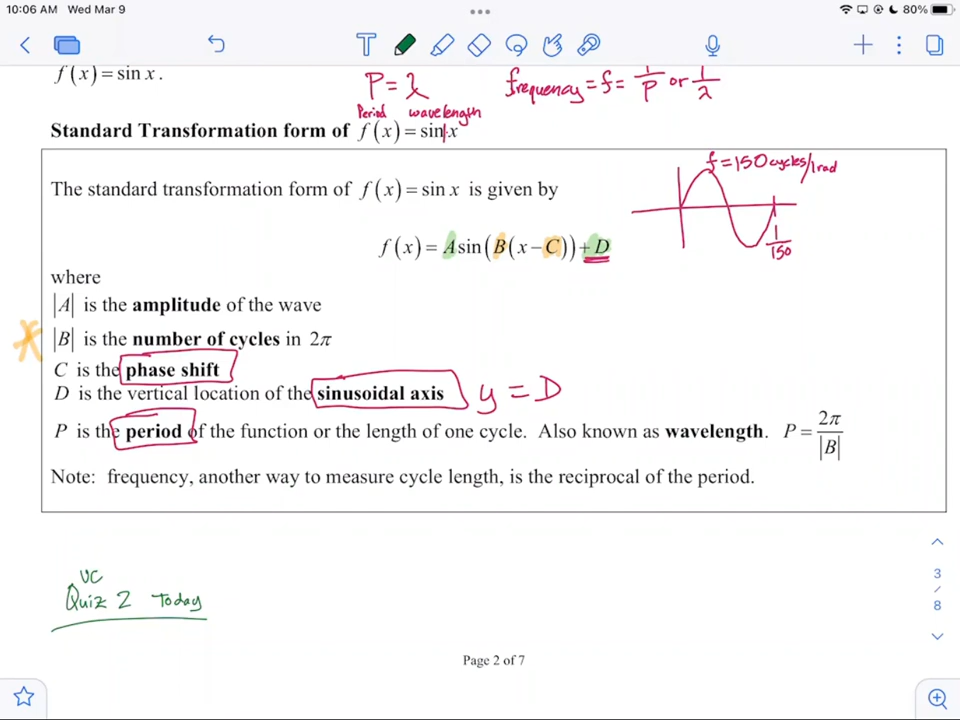 10:06 AM Wed Mar 9
80%
T
f(x) = sin x.
P = λ
frequency = f = 1/P or 1/λ
Period wavelength
Standard Transformation form of f(x) = sin x
f = 150 cycles/1rad
The standard transformation form of f(x) = sin x is given by
f(x) = A sin(B(x − C)) + D
1/150
where
|A| is the amplitude of the wave
|B| is the number of cycles in 2π
C is the phase shift
D is the vertical location of the sinusoidal axis y = D
P is the period of the function or the length of one cycle. Also known as wavelength. P = 2π/|B|
Note: frequency, another way to measure cycle length, is the reciprocal of the period.
UC
Quiz 2 Today
3
/
8
Page 2 of 7